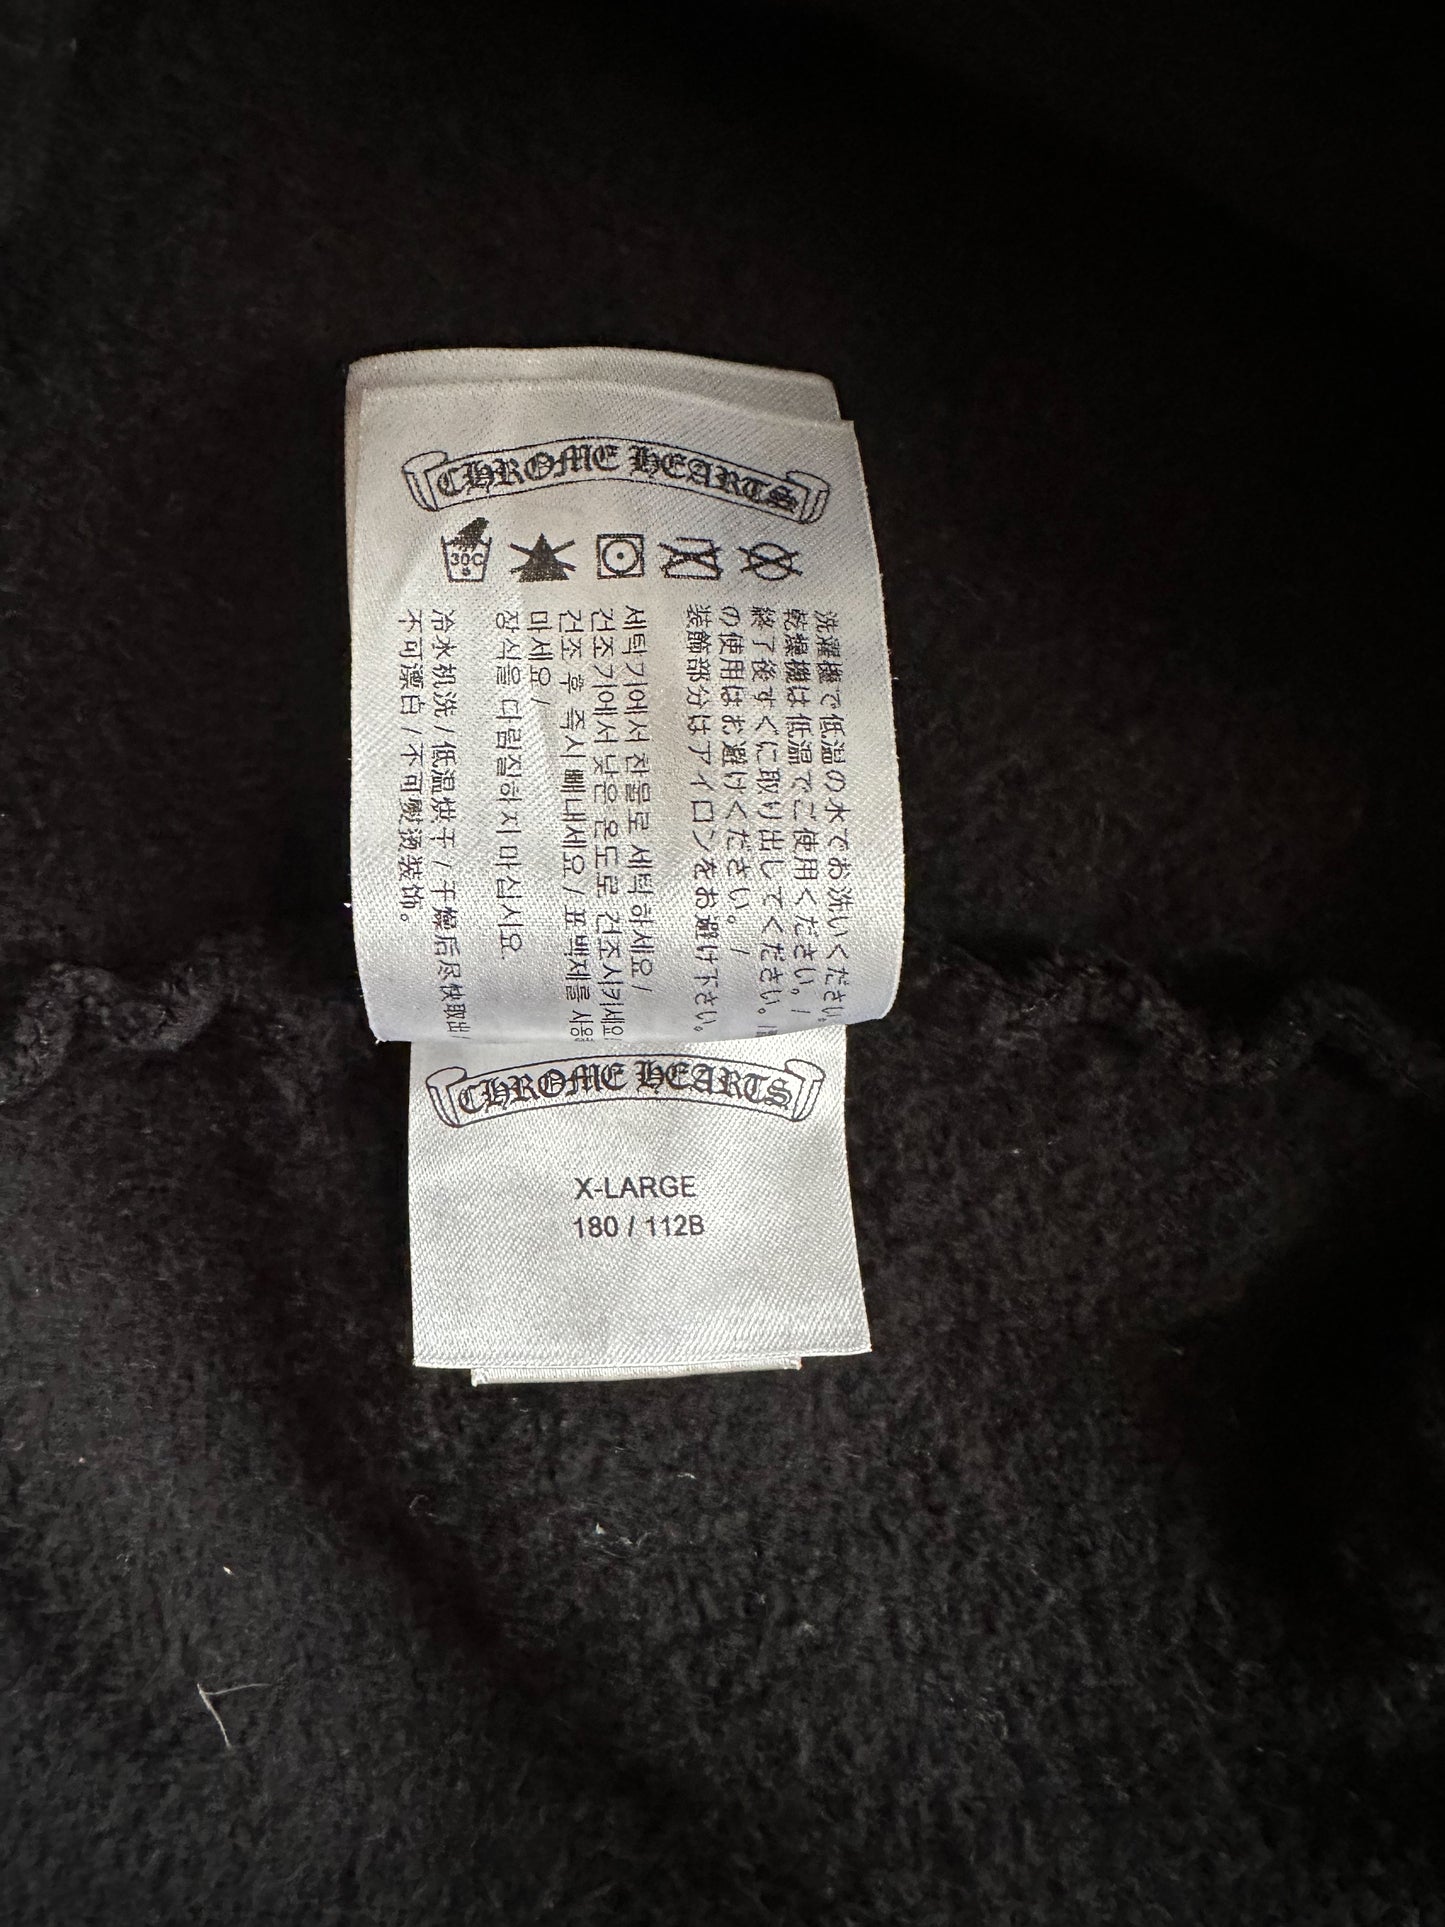 CHROME HEARTS
30C
洗濯機で低温の水でお洗いください。/
乾燥機は低温でご使用ください。/
終了後すぐに取り出してください。/
の使用はお避けください。/
装飾部分はアイロンをお避け下さい。
세탁기에서 찬물로 세탁하세요 /
건조기에서 낮은 온도로 건조시키세요
건조 후 즉시 빼내세요 / 표백제를
마세요 /
장식을 다림질하지 마십시요.
冷水机洗 / 低温烘干 / 干燥后尽快取出 /
不可漂白 / 不可熨烫装饰。
CHROME HEARTS
X-LARGE
180 / 112B